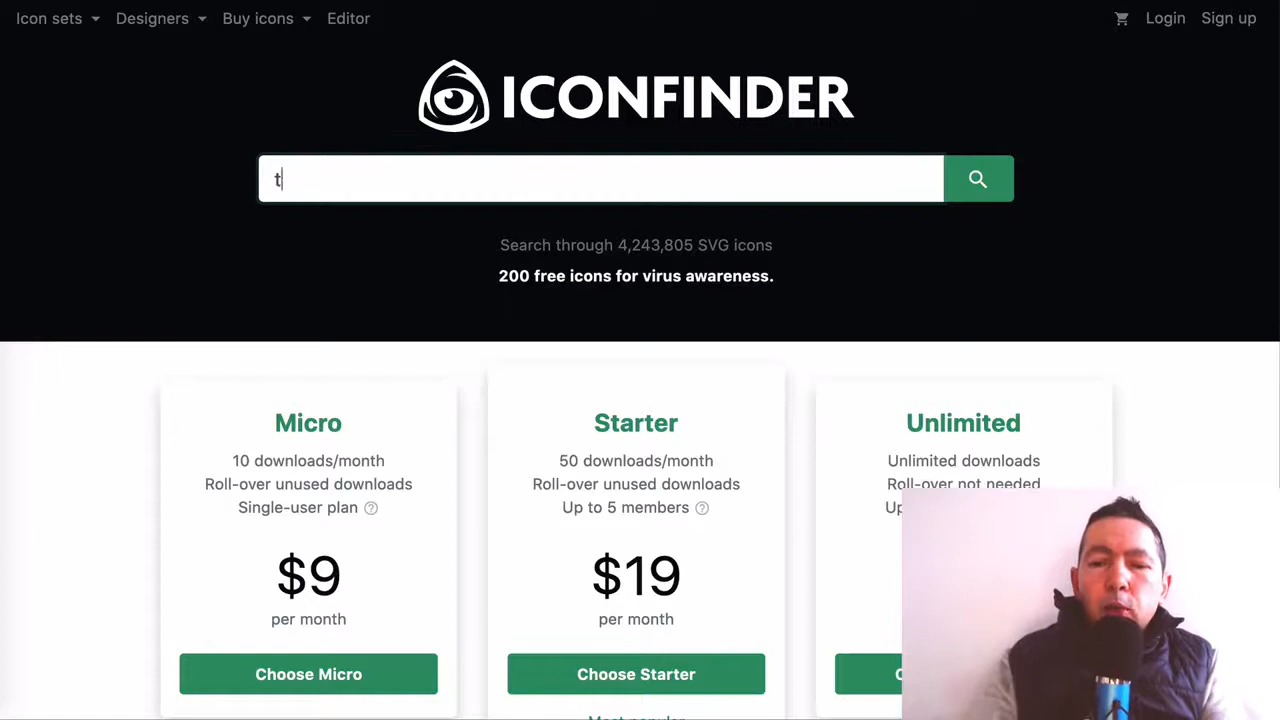 Icon sets Designers Buy icons Editor Login Sign up
ICONFINDER
t
Search through 4,243,805 SVG icons
200 free icons for virus awareness.
Micro
10 downloads/month
Roll-over unused downloads
Single-user plan ?
$9
per month
Choose Micro
Starter
50 downloads/month
Roll-over unused downloads
Up to 5 members ?
$19
per month
Choose Starter
Most popular
Unlimited
Unlimited downloads
Roll-over not needed